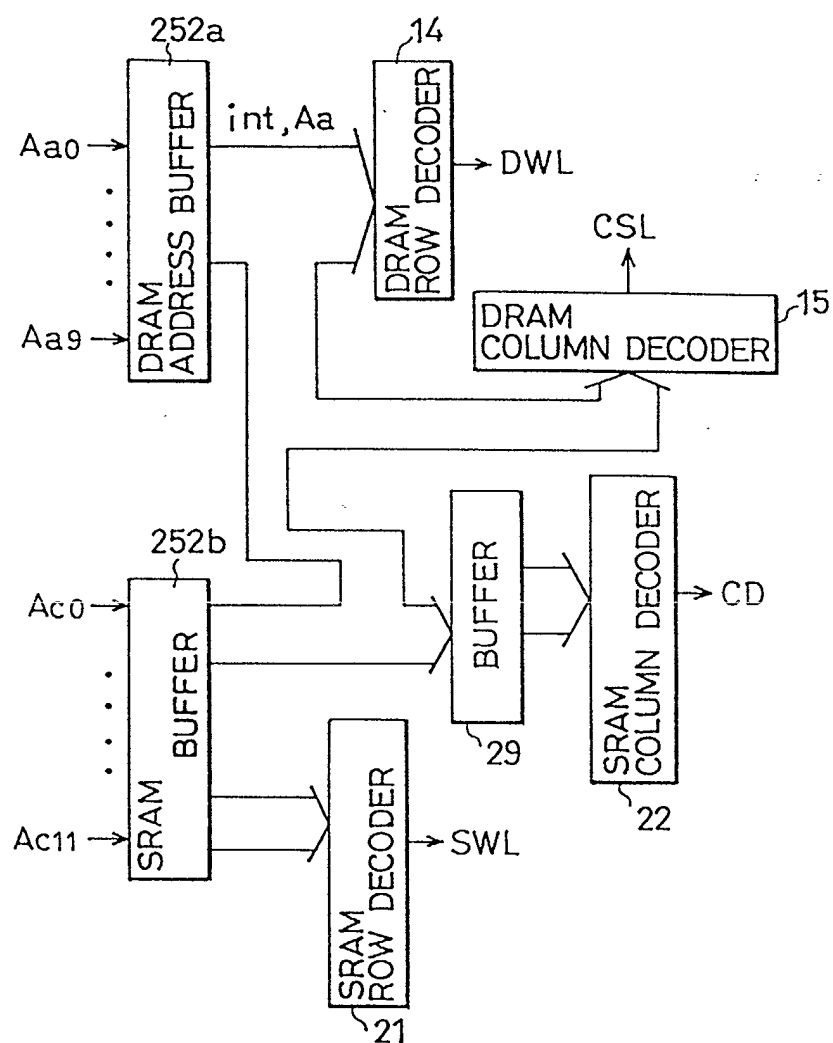 252a
14
Aa0
Aa9
DRAM
ADDRESS BUFFER
int,Aa
DRAM
ROW DECODER
DWL
CSL
15
DRAM
COLUMN DECODER
252b
Ac0
Ac11
SRAM
BUFFER
BUFFER
29
SRAM
COLUMN DECODER
CD
22
SRAM
ROW DECODER
SWL
21